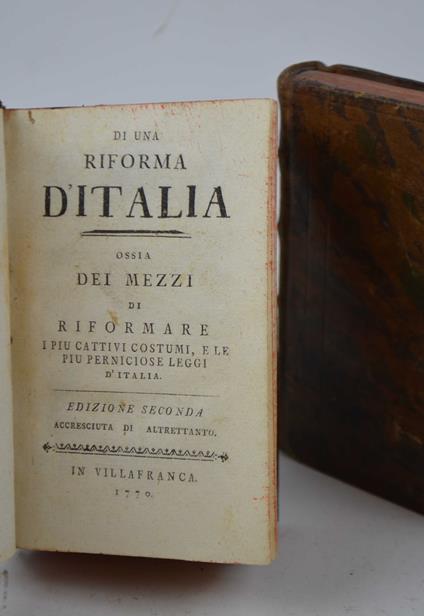 DI UNA
RIFORMA
D'ITALIA
OSSIA
DEI MEZZI
DI
RIFORMARE
I PIU CATTIVI COSTUMI, E LE
PIU PERNICIOSE LEGGI
D'ITALIA.
EDIZIONE SECONDA
ACCRESCIUTA DI ALTRETTANTO.
IN VILLAFRANCA.
1770.